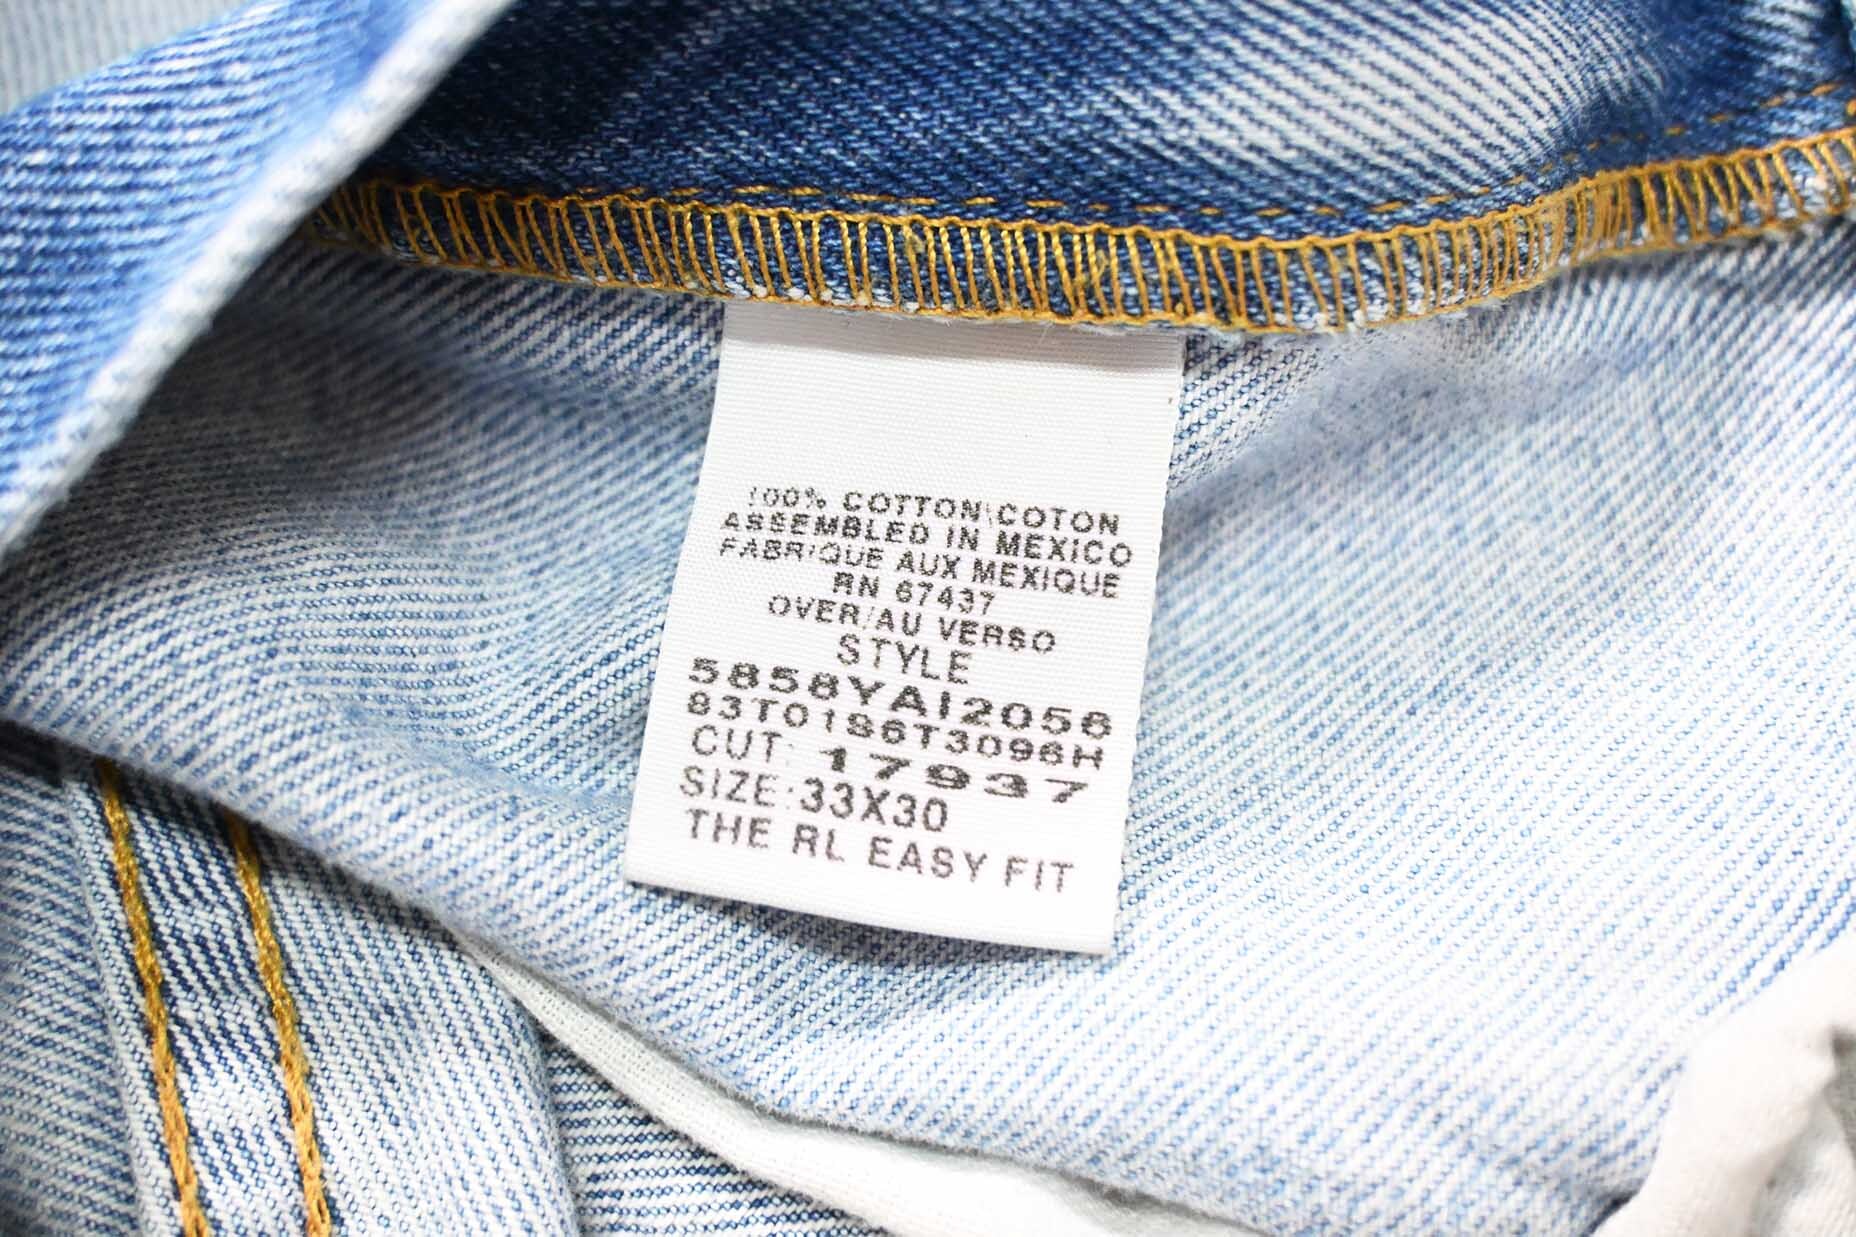 100% COTTON\COTON
ASSEMBLED IN MEXICO
FABRIQUE AUX MEXIQUE
RN 67437
OVER/AU VERSO
STYLE
5858YAI2056
93T01S6T3096H
CUT: 17937
SIZE:33X30
THE RL EASY FIT